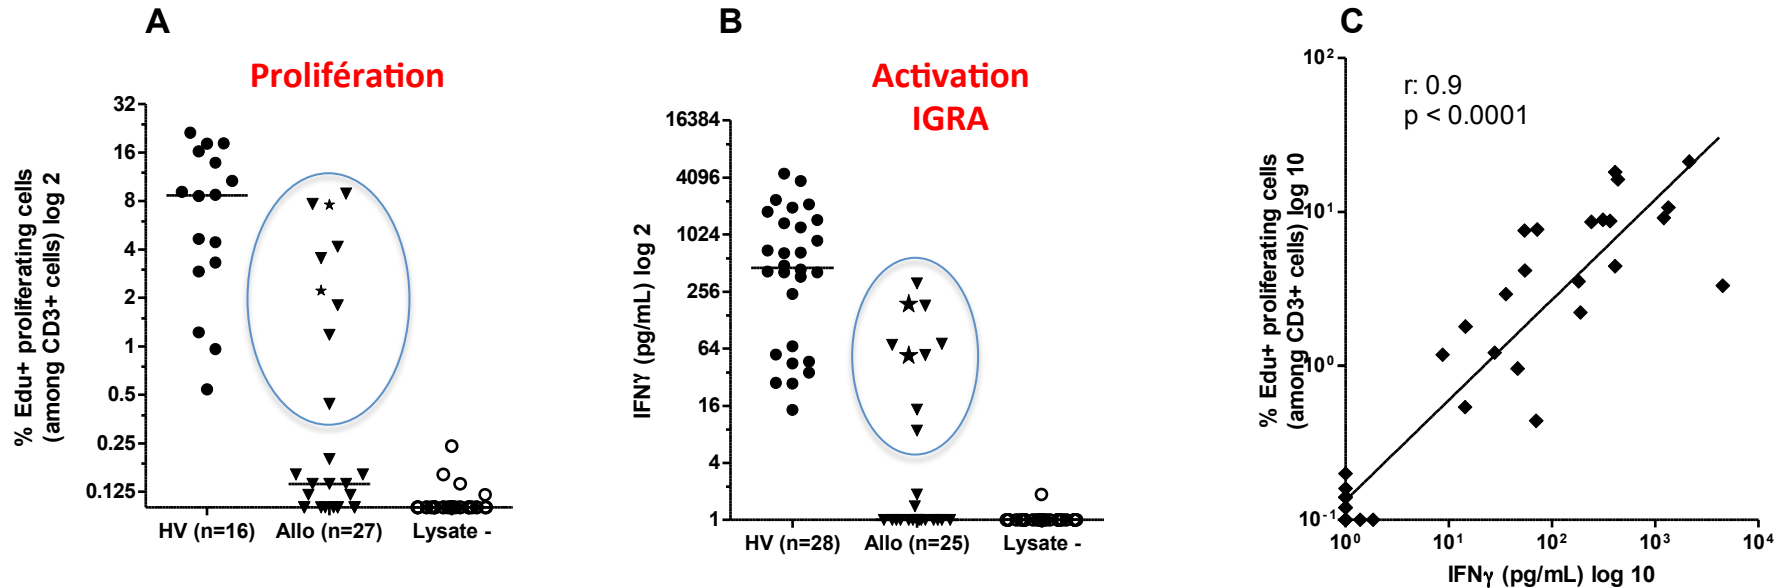 A
Prolifération
% Edu+ proliferating cells
(among CD3+ cells) log 2
32
16
8
4
2
1
0.5
0.25
0.125
HV (n=16)
Allo (n=27)
Lysate -
B
Activation
IGRA
IFNγ (pg/mL) log 2
16384
4096
1024
256
64
16
4
1
HV (n=28)
Allo (n=25)
Lysate -
C
r: 0.9
p < 0.0001
% Edu+ proliferating cells
(among CD3+ cells) log 10
10²
10¹
10⁰
10⁻¹
10⁰
10¹
10²
10³
10⁴
IFNγ (pg/mL) log 10